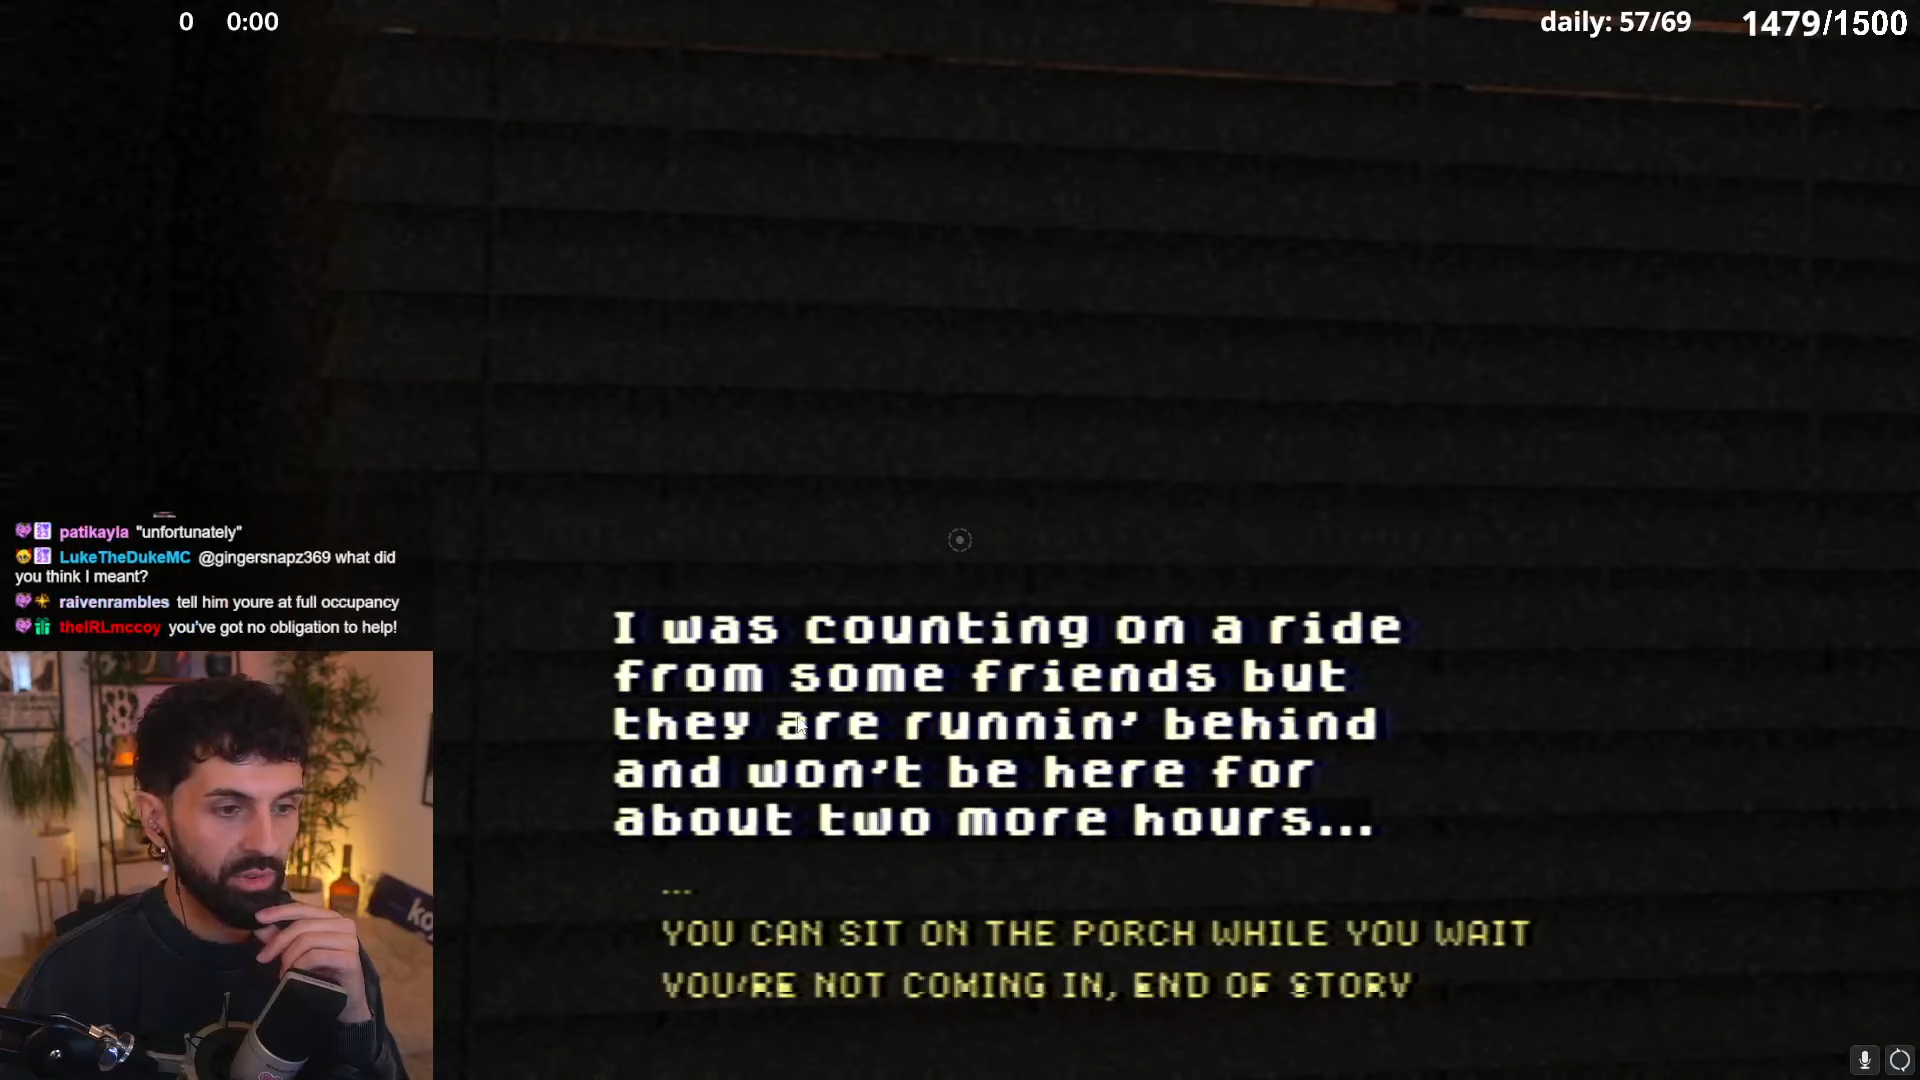 0 0:00
daily: 57/69 1479/1500
patikayla "unfortunately"
LukeTheDukeMC @gingersnapz369 what did
you think I meant?
raivenrambles tell him youre at full occupancy
theIRLmccoy you've got no obligation to help!
I was counting on a ride
from some friends but
they are runnin' behind
and won't be here for
about two more hours...
...
YOU CAN SIT ON THE PORCH WHILE YOU WAIT
YOU'RE NOT COMING IN, END OF STORY